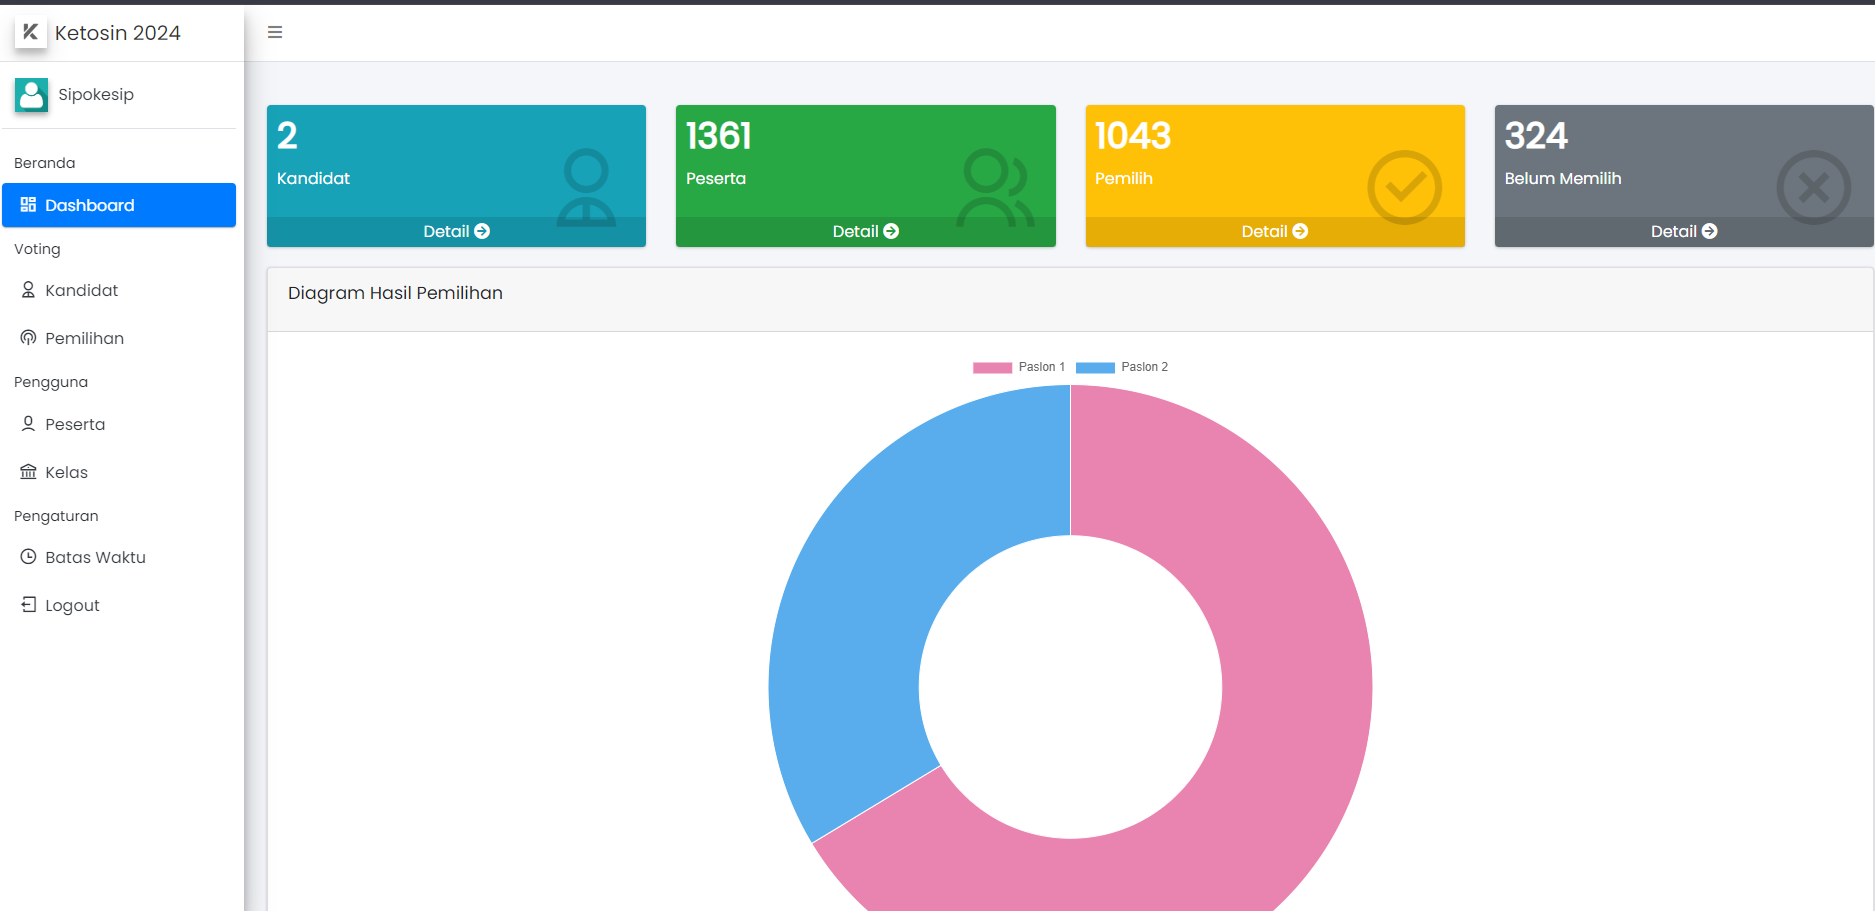 Ketosin 2024
Sipokesip
Beranda
Dashboard
Voting
Kandidat
Pemilihan
Pengguna
Peserta
Kelas
Pengaturan
Batas Waktu
Logout
2
Kandidat
Detail
1361
Peserta
Detail
1043
Pemilih
Detail
324
Belum Memilih
Detail
Diagram Hasil Pemilihan
Paslon 1 Paslon 2